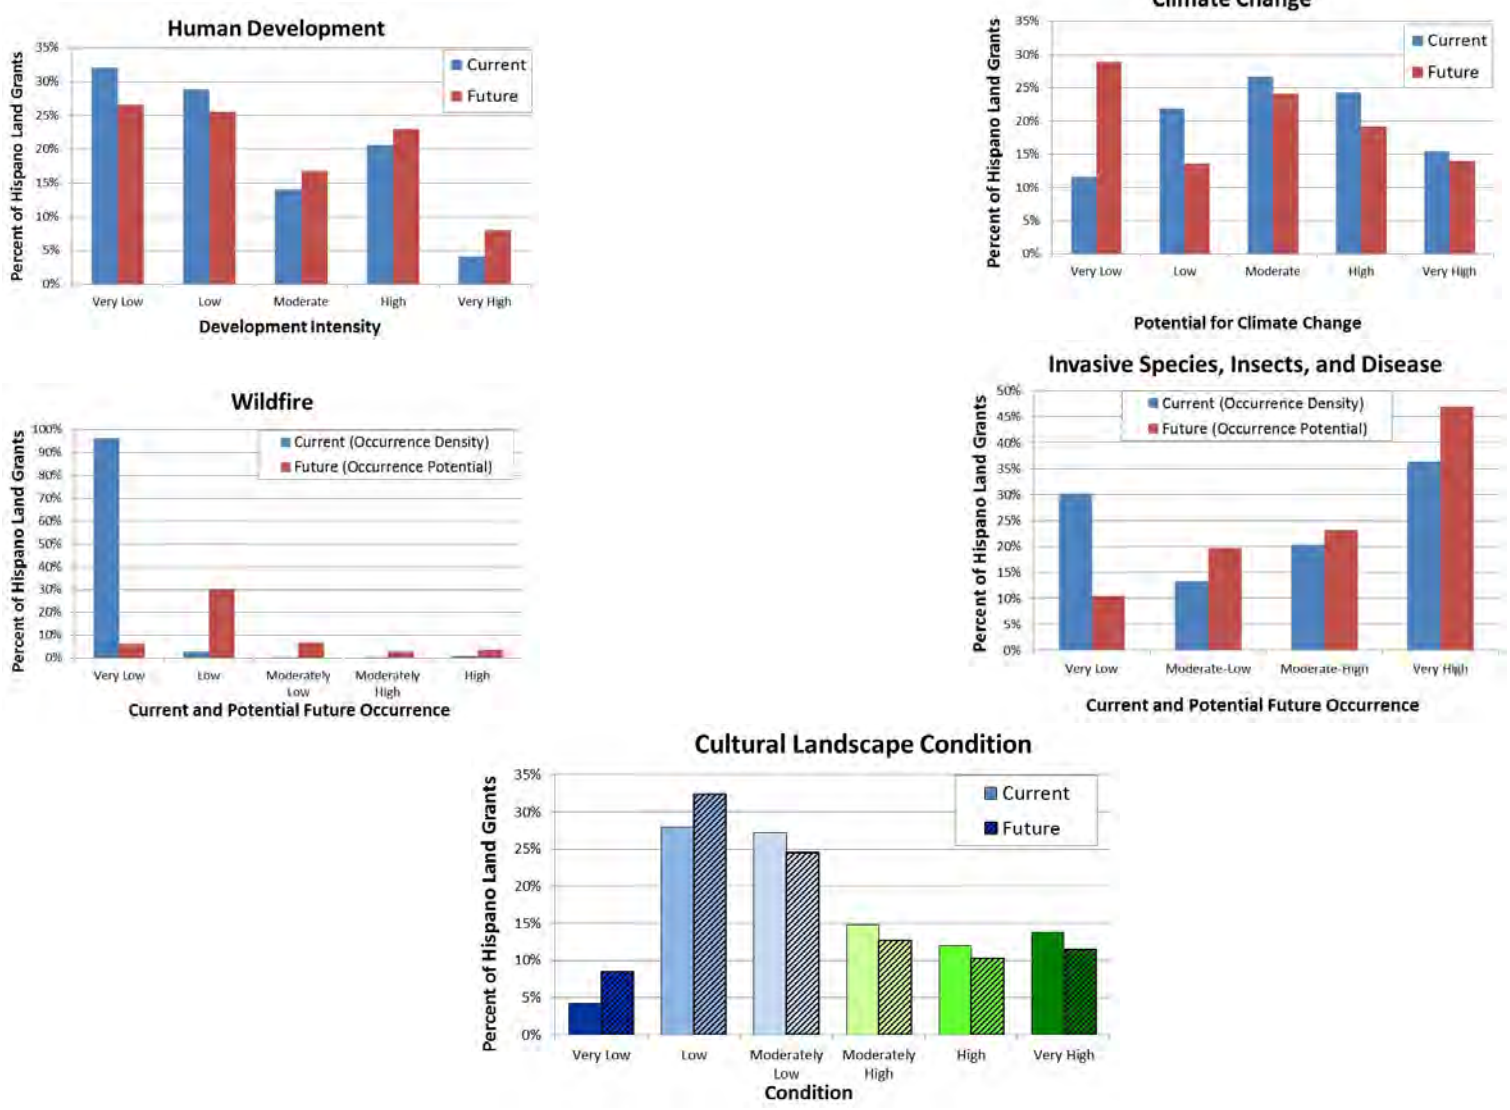 Human Development
Percent of Hispano Land Grants
35%
30%
25%
20%
15%
10%
5%
0%
Current
Future
Very Low
Low
Moderate
High
Very High
Development Intensity
Climate Change
Percent of Hispano Land Grants
35%
30%
25%
20%
15%
10%
5%
0%
Current
Future
Very Low
Low
Moderate
High
Very High
Potential for Climate Change
Wildfire
Percent of Hispano Land Grants
100%
90%
80%
70%
60%
50%
40%
30%
20%
10%
0%
Current (Occurrence Density)
Future (Occurrence Potential)
Very Low
Low
Moderately
Low
Moderately
High
High
Current and Potential Future Occurrence
Invasive Species, Insects, and Disease
Percent of Hispano Land Grants
50%
45%
40%
35%
30%
25%
20%
15%
10%
5%
0%
Current (Occurrence Density)
Future (Occurrence Potential)
Very Low
Moderate-Low
Moderate-High
Very High
Current and Potential Future Occurrence
Cultural Landscape Condition
Percent of Hispano Land Grants
35%
30%
25%
20%
15%
10%
5%
0%
Current
Future
Very Low
Low
Moderately
Low
Moderately
High
High
Very High
Condition